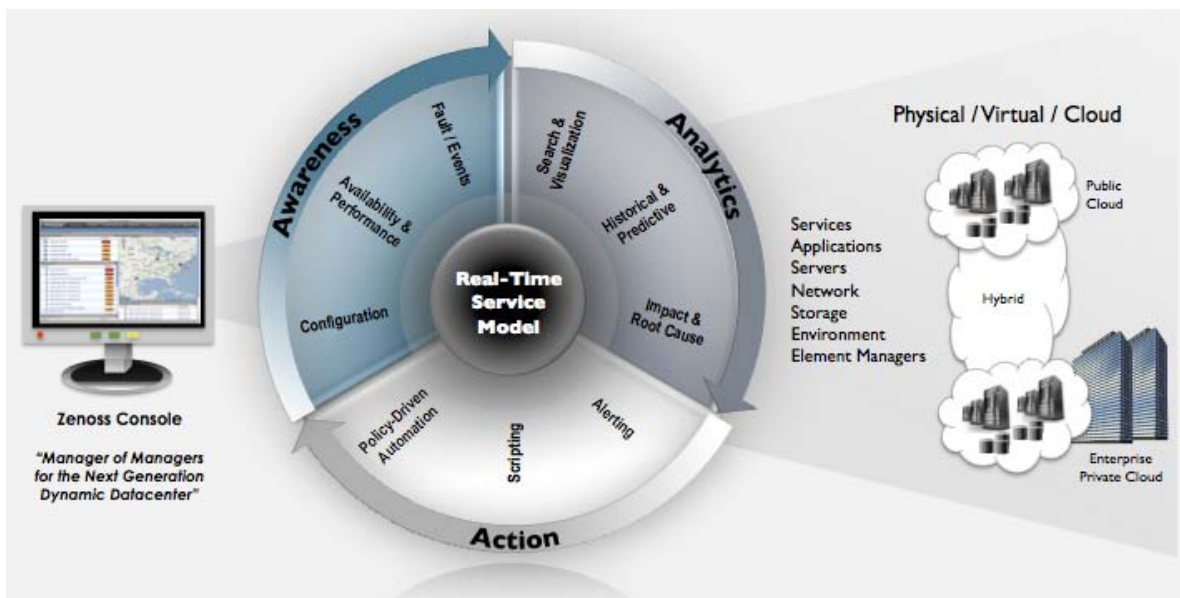 Zenoss Console
"Manager of Managers
for the Next Generation
Dynamic Datacenter"
Awareness
Fault / Events
Availability &
Performance
Configuration
Analytics
Search &
Visualization
Historical &
Predictive
Impact &
Root Cause
Real-Time
Service
Model
Action
Policy-Driven
Automation
Scripting
Alerting
Services
Applications
Servers
Network
Storage
Environment
Element Managers
Physical / Virtual / Cloud
Public
Cloud
Hybrid
Enterprise
Private Cloud